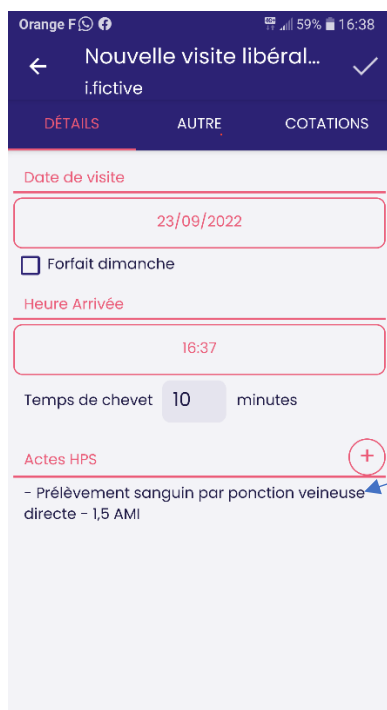 Orange F 59% 16:38
Nouvelle visite libéral...
i.fictive
DÉTAILS AUTRE COTATIONS
Date de visite
23/09/2022
Forfait dimanche
Heure Arrivée
16:37
Temps de chevet 10 minutes
Actes HPS +
- Prélèvement sanguin par ponction veineuse
directe - 1,5 AMI